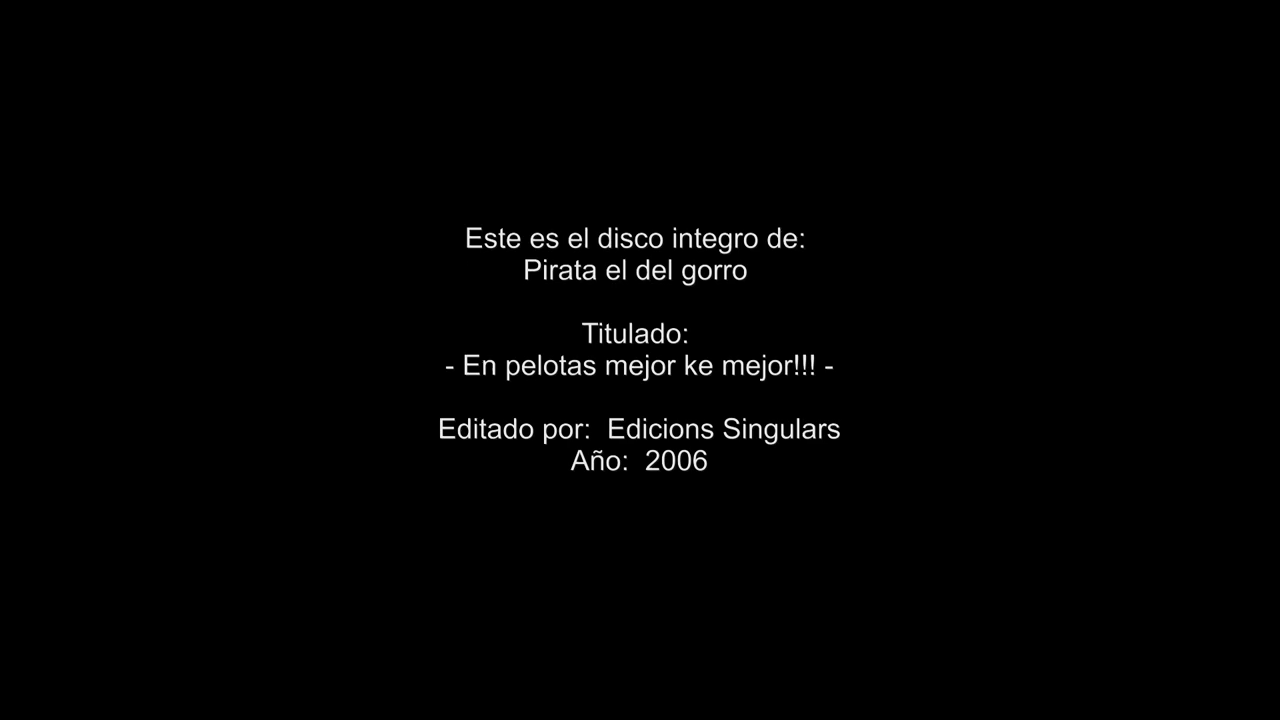 Este es el disco integro de:
Pirata el del gorro
Titulado:
- En pelotas mejor ke mejor!!! -
Editado por:  Edicions Singulars
Año:  2006